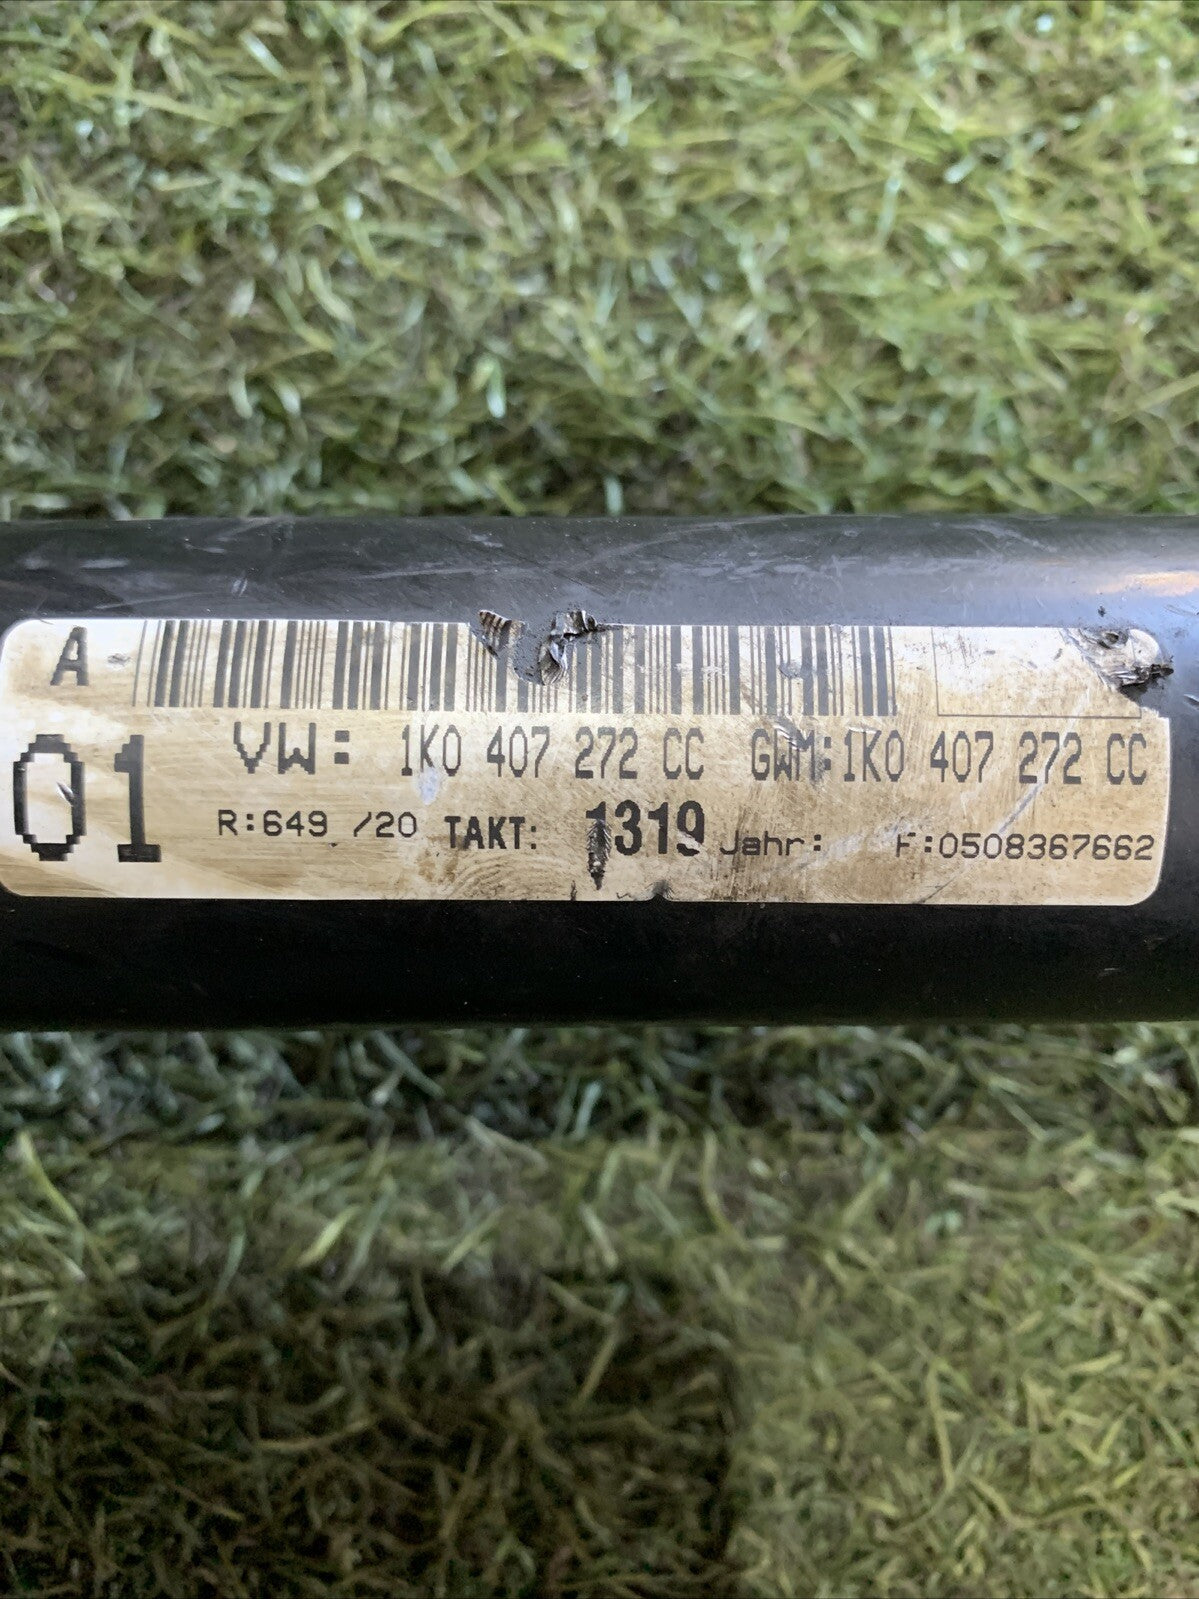 A
01
VW: 1K0 407 272 CC GWM:1K0 407 272 CC
R:649 /20 TAKT: 1319 Jahr: F:0508367662